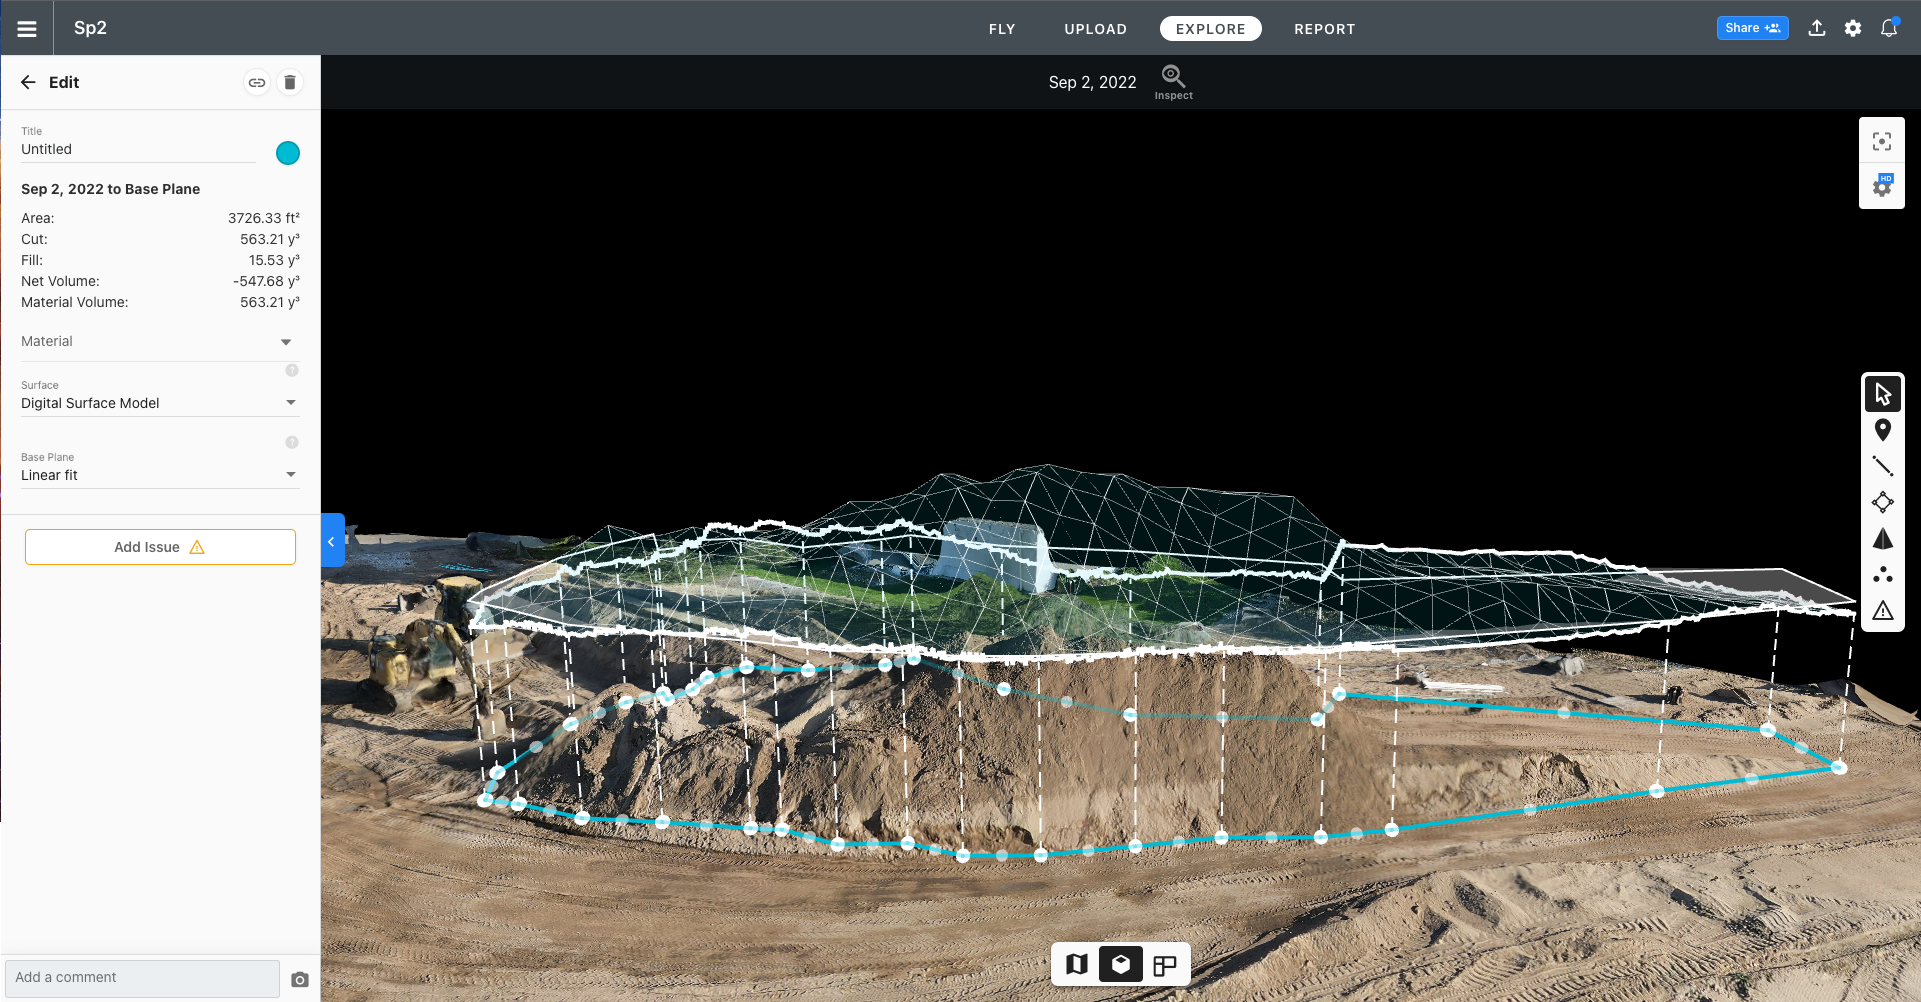 Sp2
FLY UPLOAD EXPLORE REPORT
Share
Edit
Sep 2, 2022
Inspect
Title
Untitled
HD
Sep 2, 2022 to Base Plane
Area: 3726.33 ft²
Cut: 563.21 y³
Fill: 15.53 y³
Net Volume: -547.68 y³
Material Volume: 563.21 y³
Material
?
Surface
Digital Surface Model
?
Base Plane
Linear fit
Add Issue
Add a comment